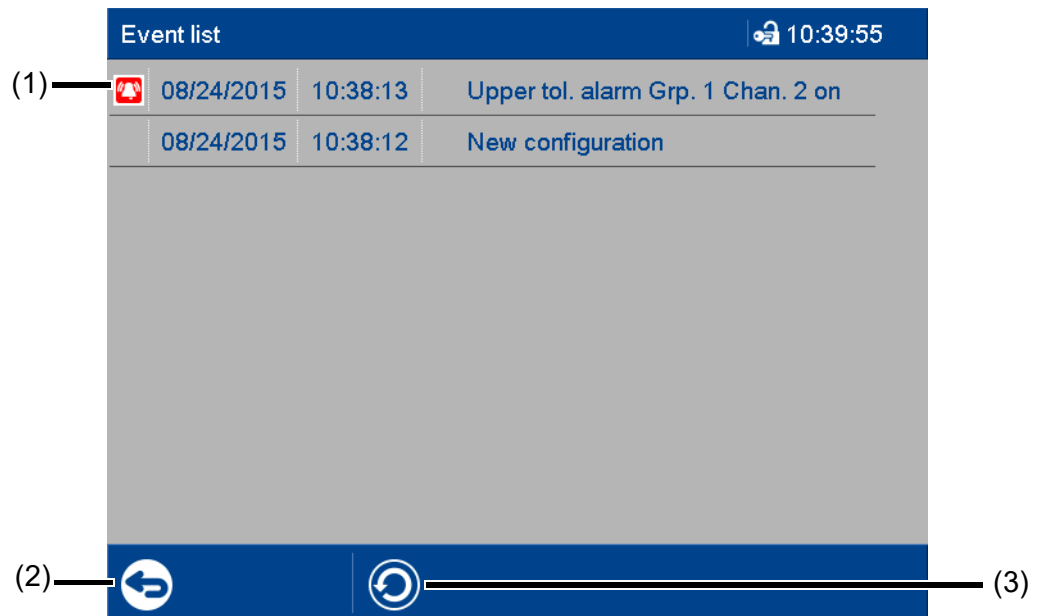 Event list 10:39:55
(1) 08/24/2015 10:38:13 Upper tol. alarm Grp. 1 Chan. 2 on
08/24/2015 10:38:12 New configuration
(2) (3)